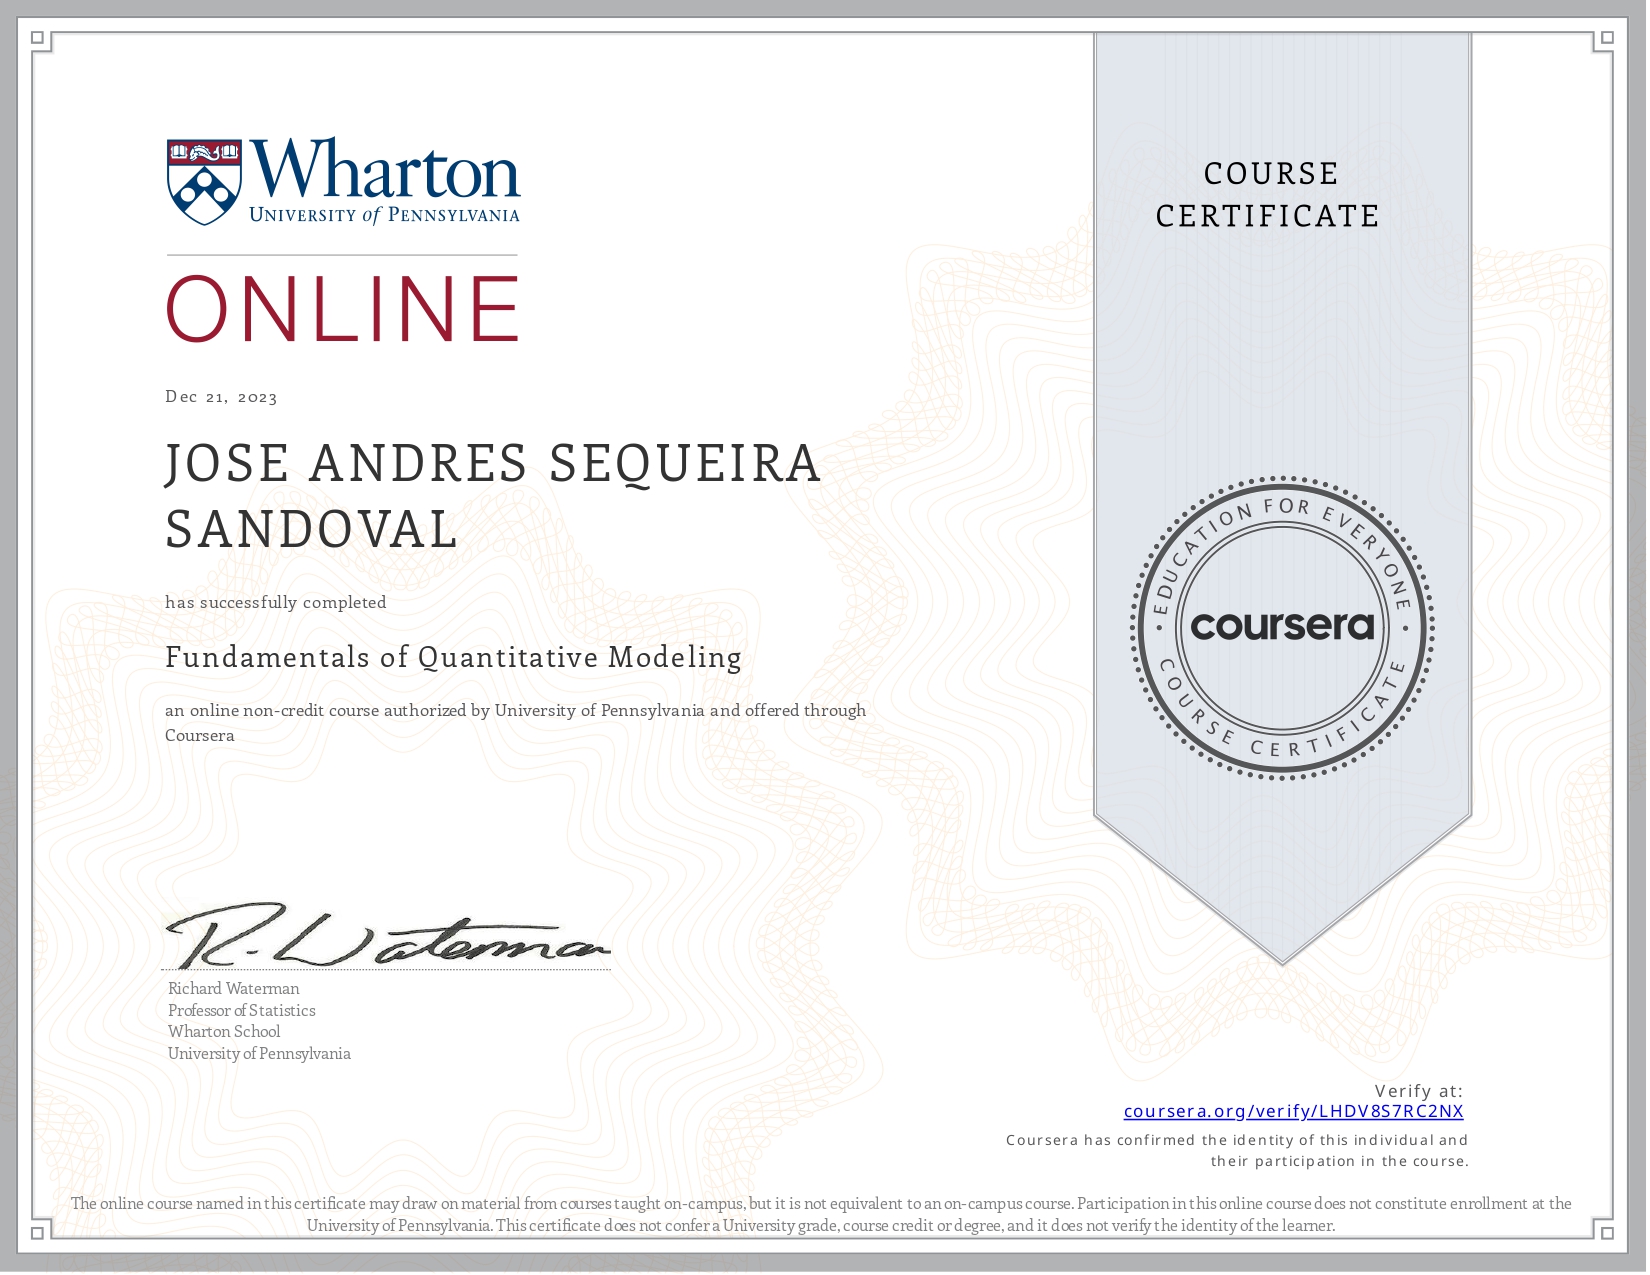 Wharton
UNIVERSITY of PENNSYLVANIA
ONLINE
Dec 21, 2023
JOSE ANDRES SEQUEIRA
SANDOVAL
has successfully completed
Fundamentals of Quantitative Modeling
an online non-credit course authorized by University of Pennsylvania and offered through
Coursera
R. Waterman
Richard Waterman
Professor of Statistics
Wharton School
University of Pennsylvania
COURSE
CERTIFICATE
EDUCATION FOR EVERYONE
coursera
COURSE CERTIFICATE
Verify at:
coursera.org/verify/LHDV8S7RC2NX
Coursera has confirmed the identity of this individual and
their participation in the course.
The online course named in this certificate may draw on material from courses taught on-campus, but it is not equivalent to an on-campus course. Participation in this online course does not constitute enrollment at the
University of Pennsylvania. This certificate does not confer a University grade, course credit or degree, and it does not verify the identity of the learner.